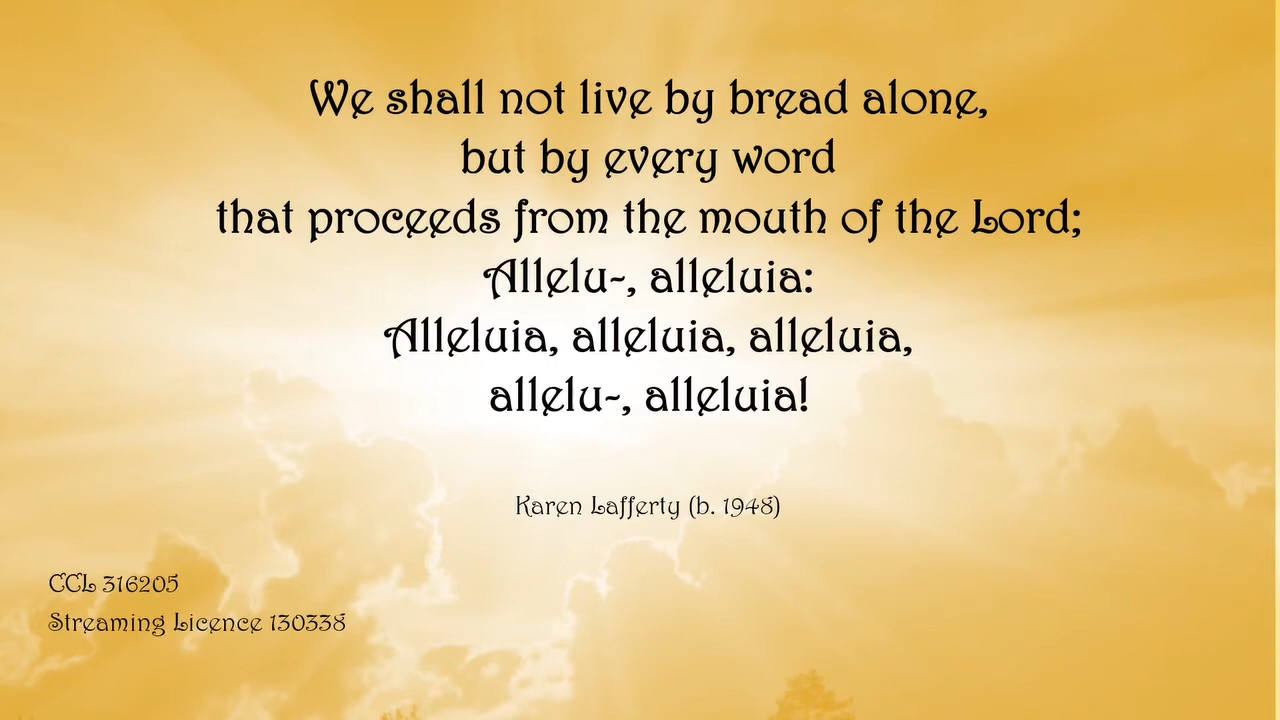 We shall not live by bread alone,
but by every word
that proceeds from the mouth of the Lord;
Allelu-, alleluia:
Alleluia, alleluia, alleluia,
allelu-, alleluia!
Karen Lafferty (b. 1948)
CCL 316205
Streaming Licence 130338